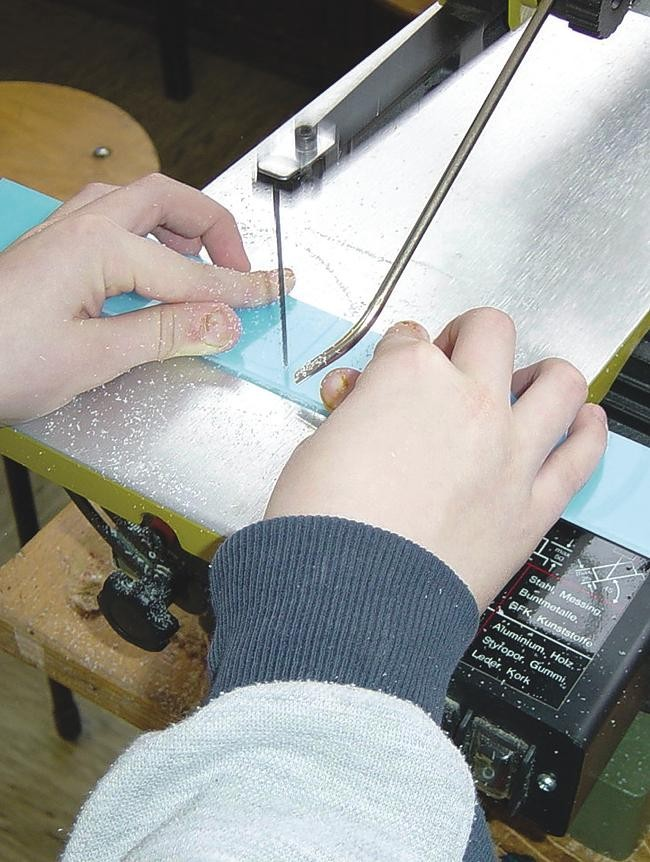 Stahl, Messing,
Buntmetalle,
GFK, Kunststoffe
Aluminium, Holz,
Styropor, Gummi,
Leder, Kork